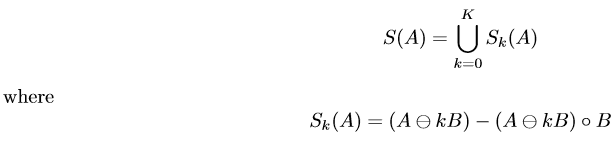 S(A) = ⋃_{k=0}^{K} S_k(A)
where
S_k(A) = (A ⊖ kB) − (A ⊖ kB) ∘ B